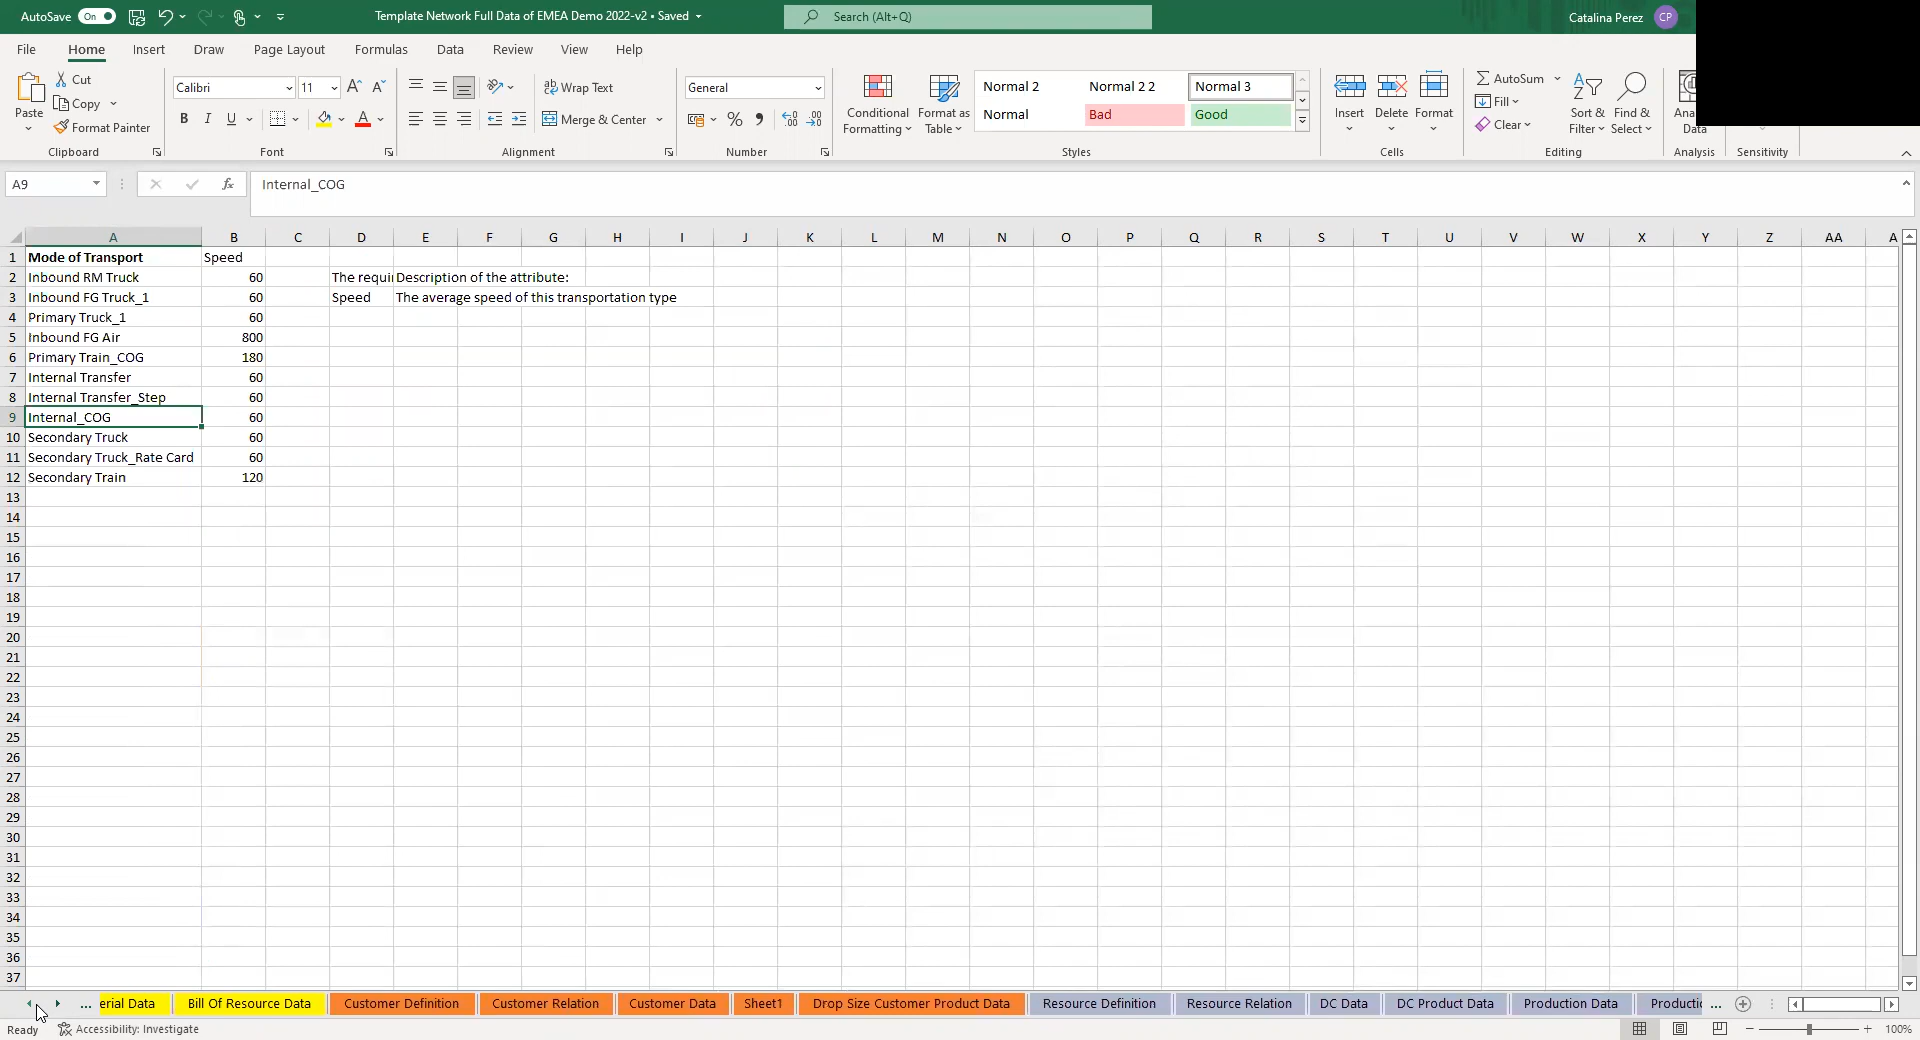 AutoSave On Template Network Full Data of EMEA Demo 2022-v2 • Saved Search (Alt+Q) Catalina Perez CP
File Home Insert Draw Page Layout Formulas Data Review View Help
Paste Cut Copy Format Painter
Clipboard
Calibri 11
B I U A
Font
Wrap Text
Merge & Center
Alignment
General
Number
Conditional Formatting
Format as Table
Normal 2 Normal 2 2 Normal 3
Normal Bad Good
Styles
Insert Delete Format
Cells
AutoSum
Fill
Clear
Sort & Filter
Find & Select
Editing
Data
Analysis
Sensitivity
A9 fx Internal_COG
A B C D E F G H I J K L M N O P Q R S T U V W X Y Z AA A
1 Mode of Transport Speed
2 Inbound RM Truck 60 The requi Description of the attribute:
3 Inbound FG Truck_1 60 Speed The average speed of this transportation type
4 Primary Truck_1 60
5 Inbound FG Air 800
6 Primary Train_COG 180
7 Internal Transfer 60
8 Internal Transfer_Step 60
9 Internal_COG 60
10 Secondary Truck 60
11 Secondary Truck_Rate Card 60
12 Secondary Train 120
13
14
15
16
17
18
19
20
21
22
23
24
25
26
27
28
29
30
31
32
33
34
35
36
37
... erial Data Bill Of Resource Data Customer Definition Customer Relation Customer Data Sheet1 Drop Size Customer Product Data Resource Definition Resource Relation DC Data DC Product Data Production Data Productic ...
Ready Accessibility: Investigate 100%